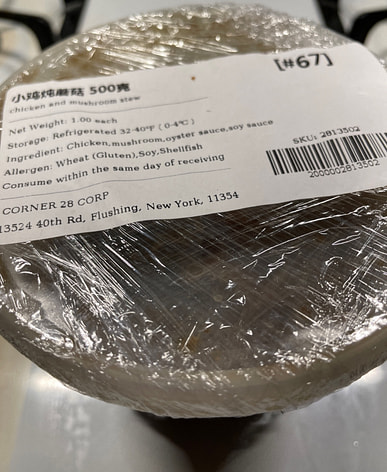 [#67]
小炖炖蘑菇 500克
chicken and mushroom stew
Net Weight: 1.00 each
Storage: Refrigerated 32-40°F ( 0-4°C )
Ingredient: Chicken,mushroom,oyster sauce,soy sauce
Allergen: Wheat (Gluten),Soy,Shellfish
Consume within the same day of receiving
SKU: 2813502
2000002813502
CORNER 28 CORP
13524 40th Rd, Flushing, New York, 11354